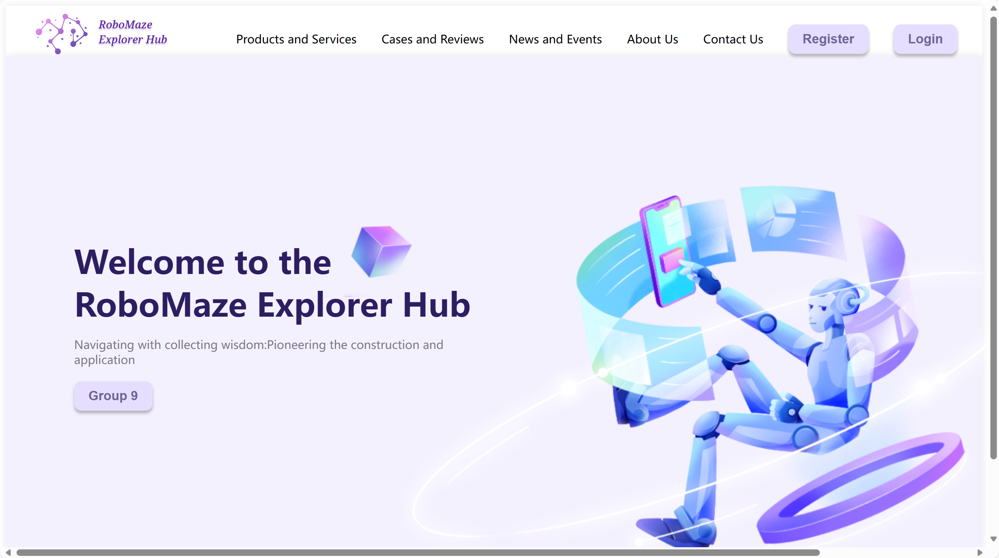 RoboMaze
Explorer Hub
Products and Services
Cases and Reviews
News and Events
About Us
Contact Us
Register
Login
Welcome to the
RoboMaze Explorer Hub
Navigating with collecting wisdom:Pioneering the construction and
application
Group 9